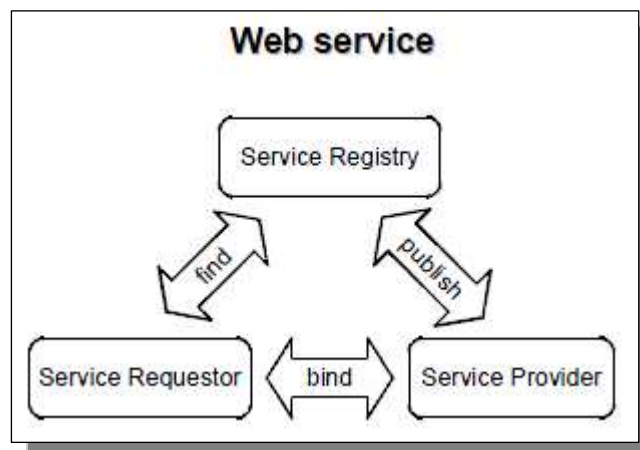 Web service
Service Registry
find
publish
Service Requestor
bind
Service Provider